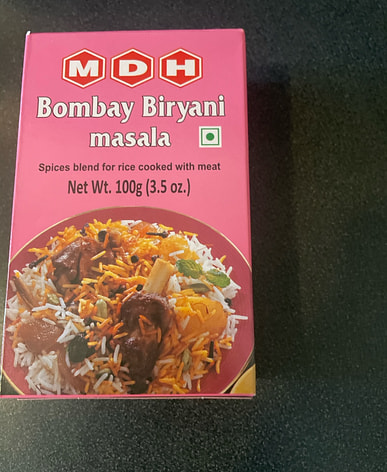 MDH
Bombay Biryani
masala
Spices blend for rice cooked with meat
Net Wt. 100g (3.5 oz.)